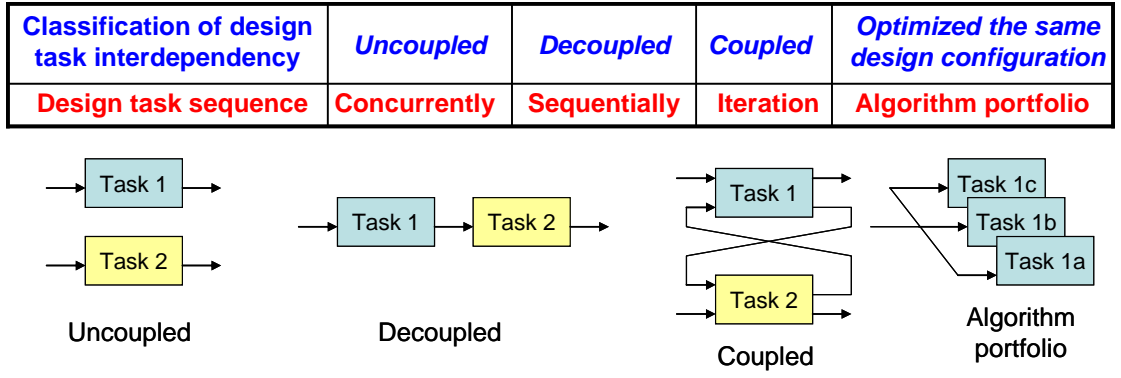 Classification of design
task interdependency
Uncoupled
Decoupled
Coupled
Optimized the same
design configuration
Design task sequence
Concurrently
Sequentially
Iteration
Algorithm portfolio
Task 1
Task 2
Uncoupled
Task 1
Task 2
Decoupled
Task 1
Task 2
Coupled
Task 1c
Task 1b
Task 1a
Algorithm
portfolio